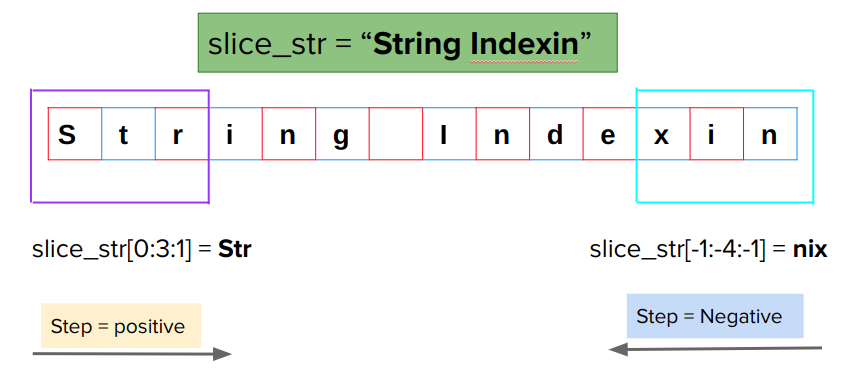 slice_str = “String Indexin”
S t r i n g I n d e x i n
slice_str[0:3:1] = Str
slice_str[-1:-4:-1] = nix
Step = positive
Step = Negative